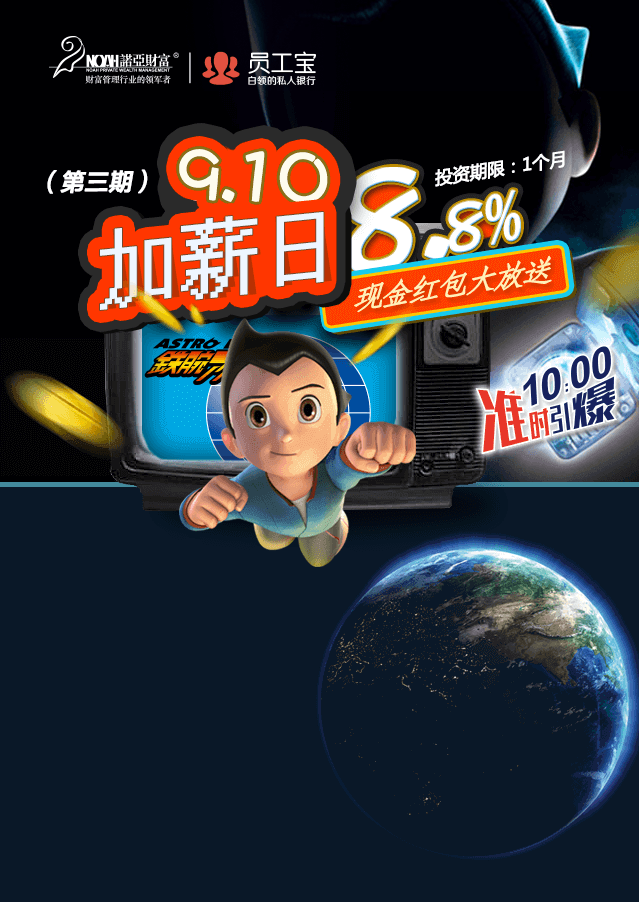 NOAH諾亞財富®
NOAH PRIVATE WEALTH MANAGEMENT
财富管理行业的领军者
员工宝
白领的私人银行
（第三期）
9.10
加薪日
投资期限：1个月
8.8%
现金红包大放送
ASTRO
鉄腕
10:00
准时引爆